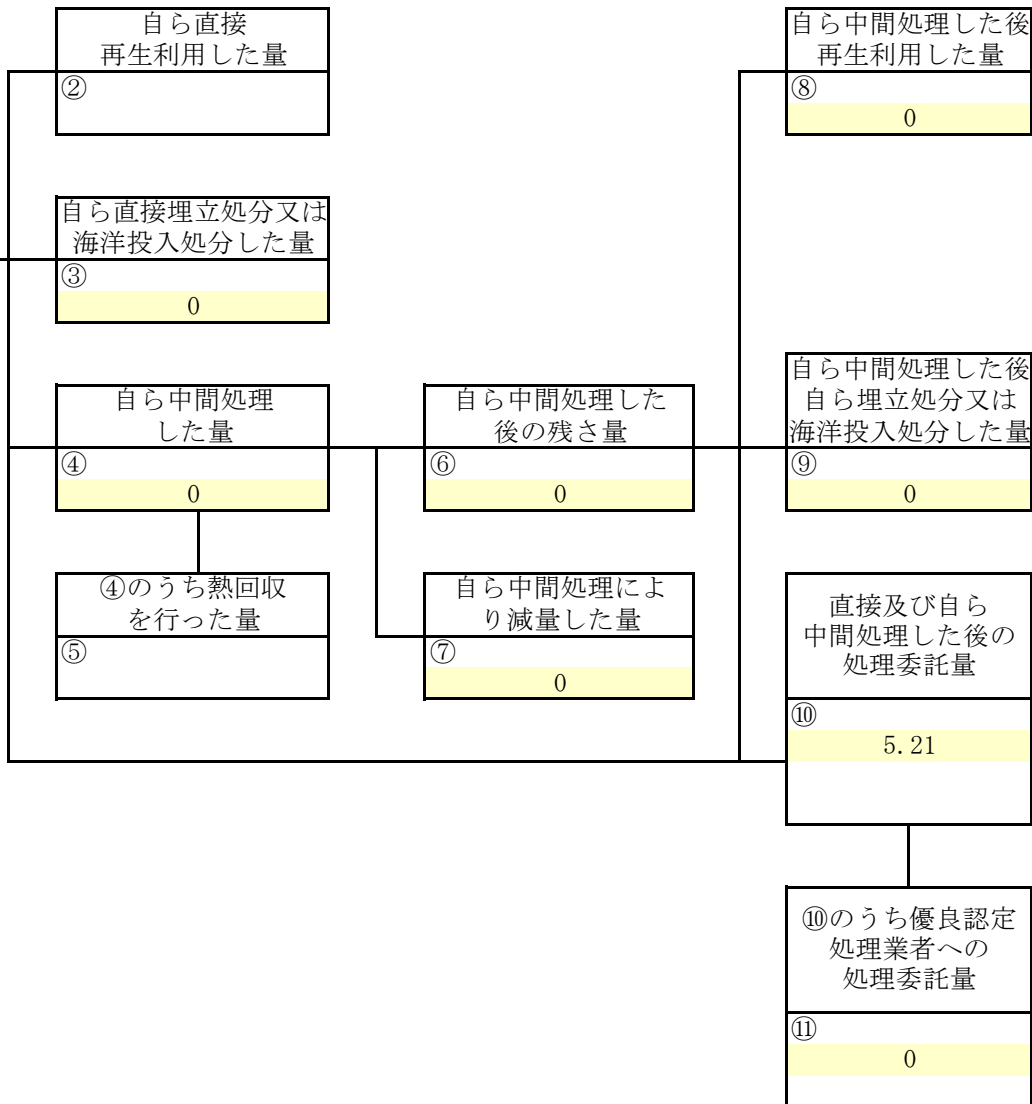 自ら直接
再生利用した量
②
自ら中間処理した後
再生利用した量
⑧
0
自ら直接埋立処分又は
海洋投入処分した量
③
0
自ら中間処理
した量
④
0
自ら中間処理した
後の残さ量
⑥
0
自ら中間処理した後
自ら埋立処分又は
海洋投入処分した量
⑨
0
④のうち熱回収
を行った量
⑤
自ら中間処理によ
り減量した量
⑦
0
直接及び自ら
中間処理した後の
処理委託量
⑩
5.21
⑩のうち優良認定
処理業者への
処理委託量
⑪
0